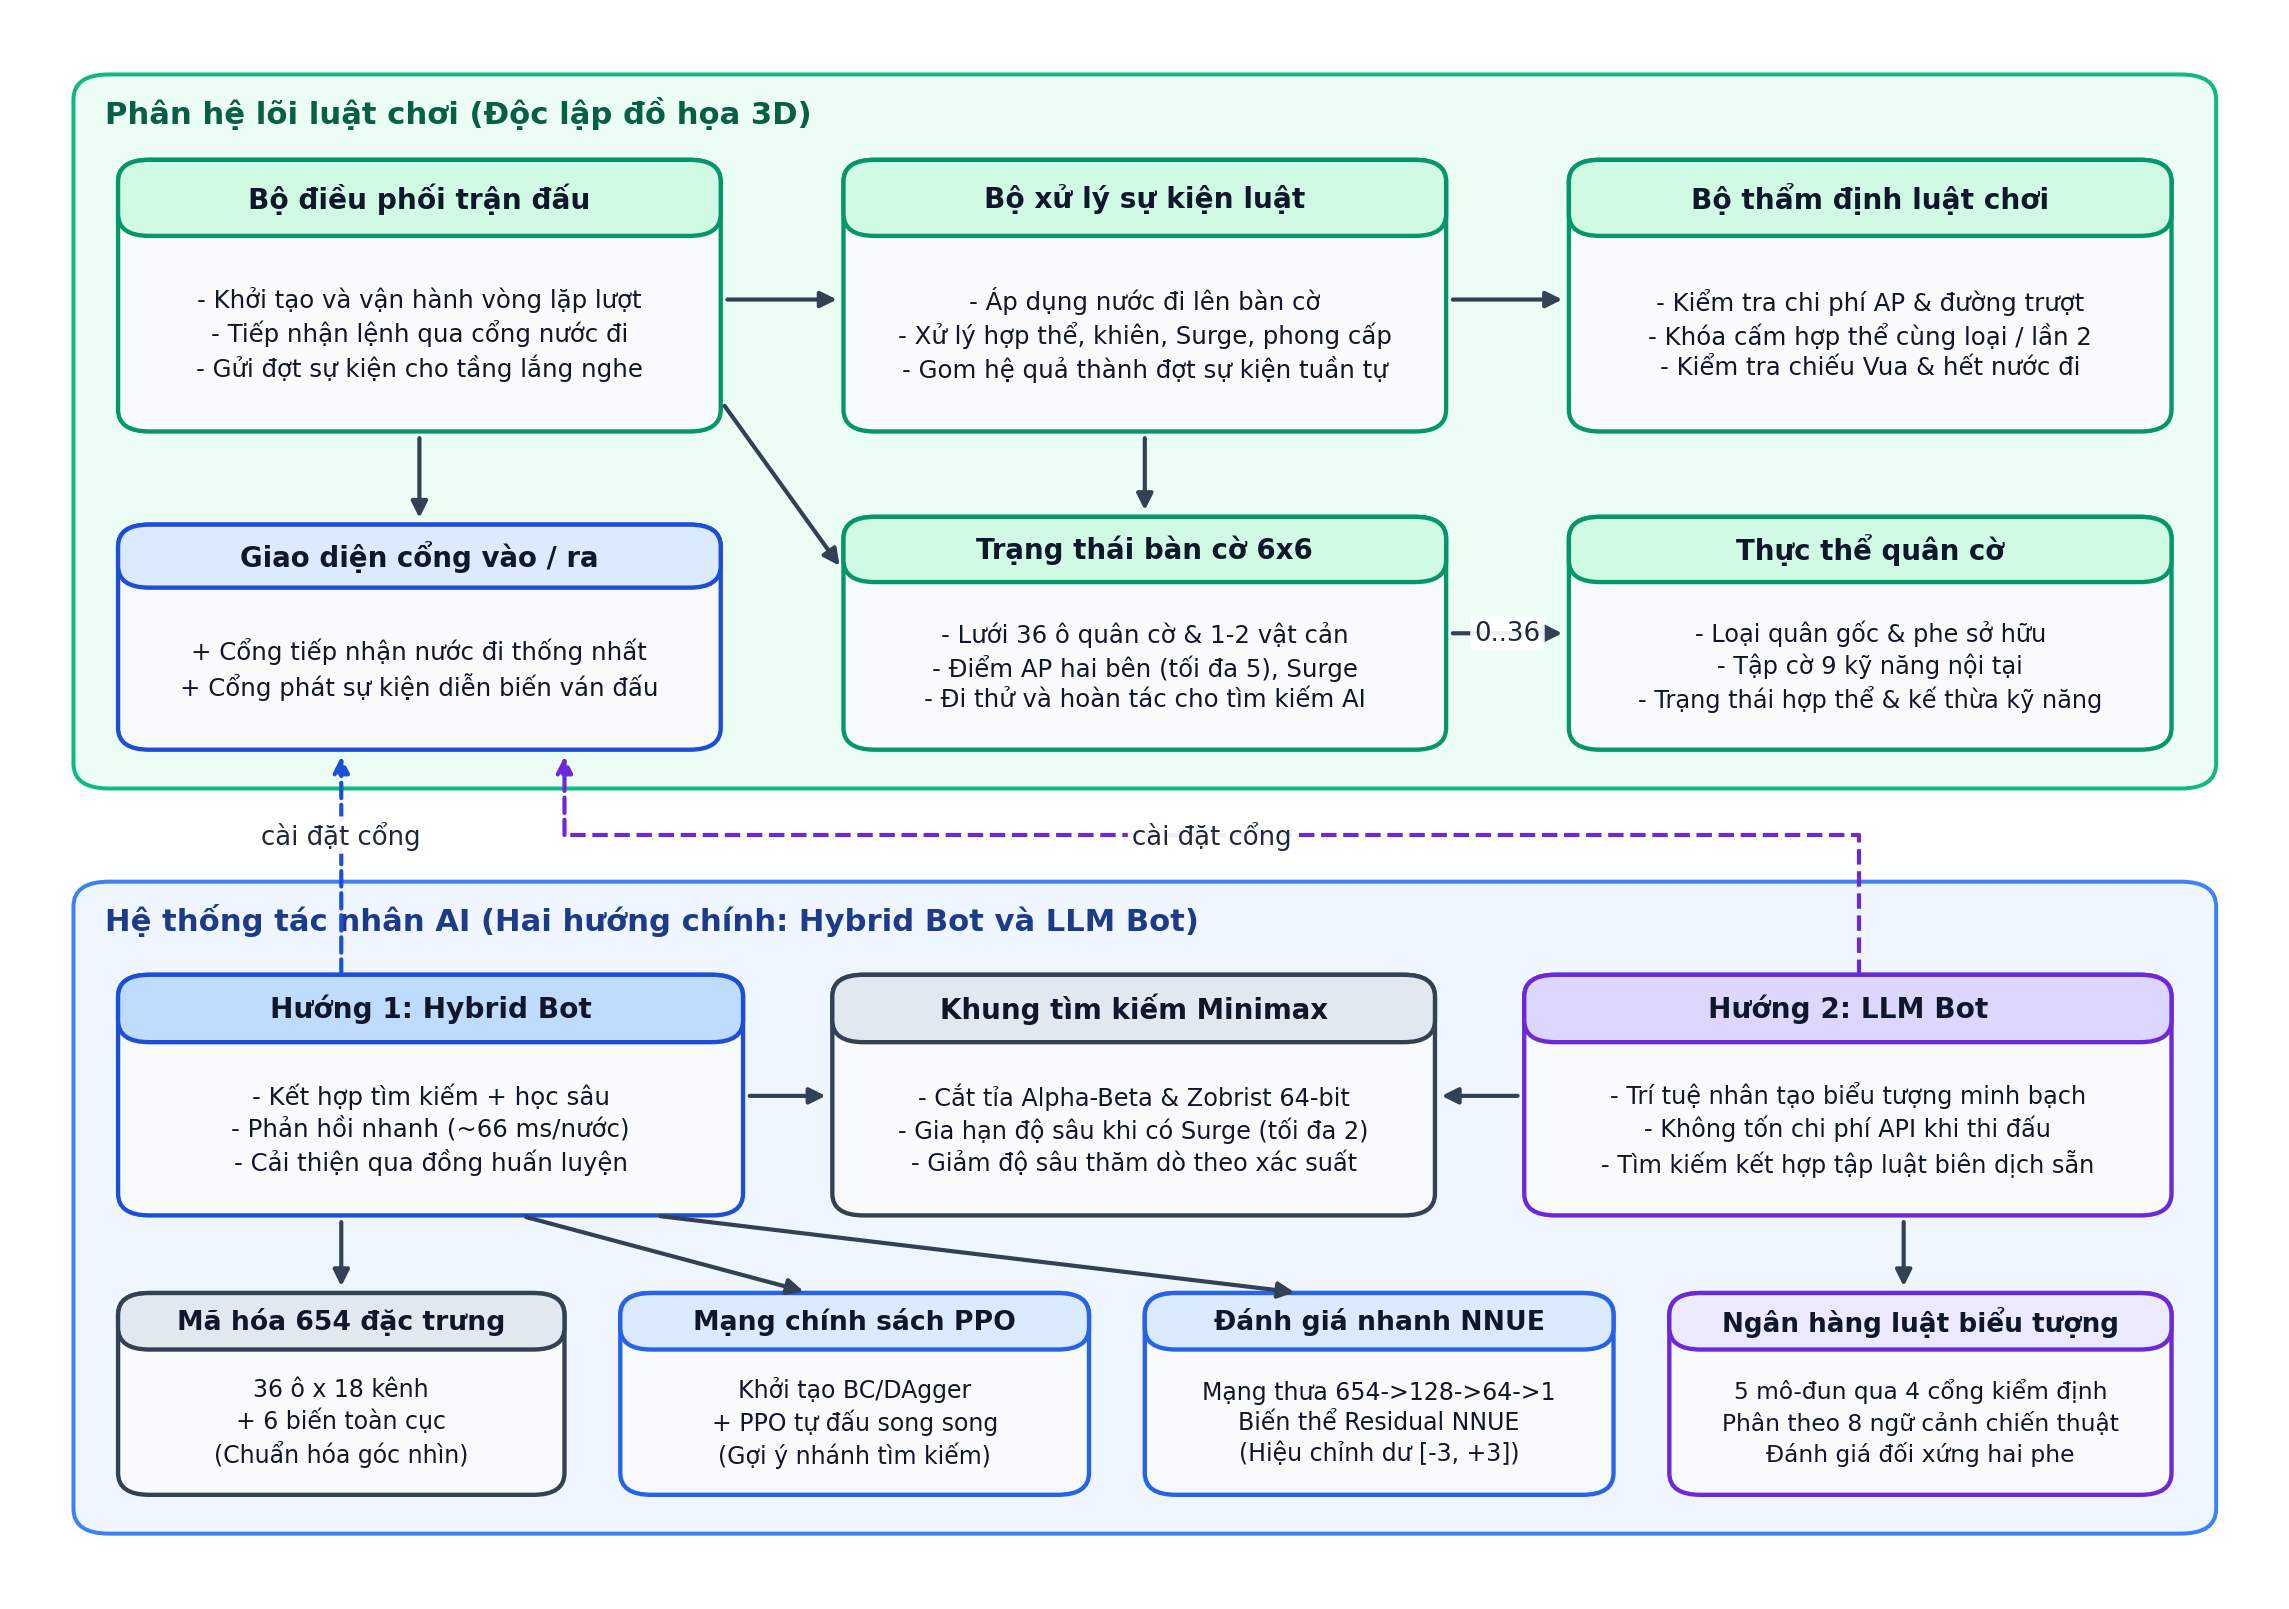 Phân hệ lõi luật chơi (Độc lập đồ họa 3D)
Bộ điều phối trận đấu
- Khởi tạo và vận hành vòng lặp lượt
- Tiếp nhận lệnh qua cổng nước đi
- Gửi đợt sự kiện cho tầng lắng nghe
Bộ xử lý sự kiện luật
- Áp dụng nước đi lên bàn cờ
- Xử lý hợp thể, khiên, Surge, phong cấp
- Gom hệ quả thành đợt sự kiện tuần tự
Bộ thẩm định luật chơi
- Kiểm tra chi phí AP & đường trượt
- Khóa cấm hợp thể cùng loại / lần 2
- Kiểm tra chiếu Vua & hết nước đi
Giao diện cổng vào / ra
+ Cổng tiếp nhận nước đi thống nhất
+ Cổng phát sự kiện diễn biến ván đấu
Trạng thái bàn cờ 6x6
- Lưới 36 ô quân cờ & 1-2 vật cản
- Điểm AP hai bên (tối đa 5), Surge
- Đi thử và hoàn tác cho tìm kiếm AI
0..36
Thực thể quân cờ
- Loại quân gốc & phe sở hữu
- Tập cờ 9 kỹ năng nội tại
- Trạng thái hợp thể & kế thừa kỹ năng
cài đặt cổng
cài đặt cổng
Hệ thống tác nhân AI (Hai hướng chính: Hybrid Bot và LLM Bot)
Hướng 1: Hybrid Bot
- Kết hợp tìm kiếm + học sâu
- Phản hồi nhanh (~66 ms/nước)
- Cải thiện qua đồng huấn luyện
Khung tìm kiếm Minimax
- Cắt tỉa Alpha-Beta & Zobrist 64-bit
- Gia hạn độ sâu khi có Surge (tối đa 2)
- Giảm độ sâu thăm dò theo xác suất
Hướng 2: LLM Bot
- Trí tuệ nhân tạo biểu tượng minh bạch
- Không tốn chi phí API khi thi đấu
- Tìm kiếm kết hợp tập luật biên dịch sẵn
Mã hóa 654 đặc trưng
36 ô x 18 kênh
+ 6 biến toàn cục
(Chuẩn hóa góc nhìn)
Mạng chính sách PPO
Khởi tạo BC/DAgger
+ PPO tự đấu song song
(Gợi ý nhánh tìm kiếm)
Đánh giá nhanh NNUE
Mạng thưa 654->128->64->1
Biến thể Residual NNUE
(Hiệu chỉnh dư [-3, +3])
Ngân hàng luật biểu tượng
5 mô-đun qua 4 cổng kiểm định
Phân theo 8 ngữ cảnh chiến thuật
Đánh giá đối xứng hai phe